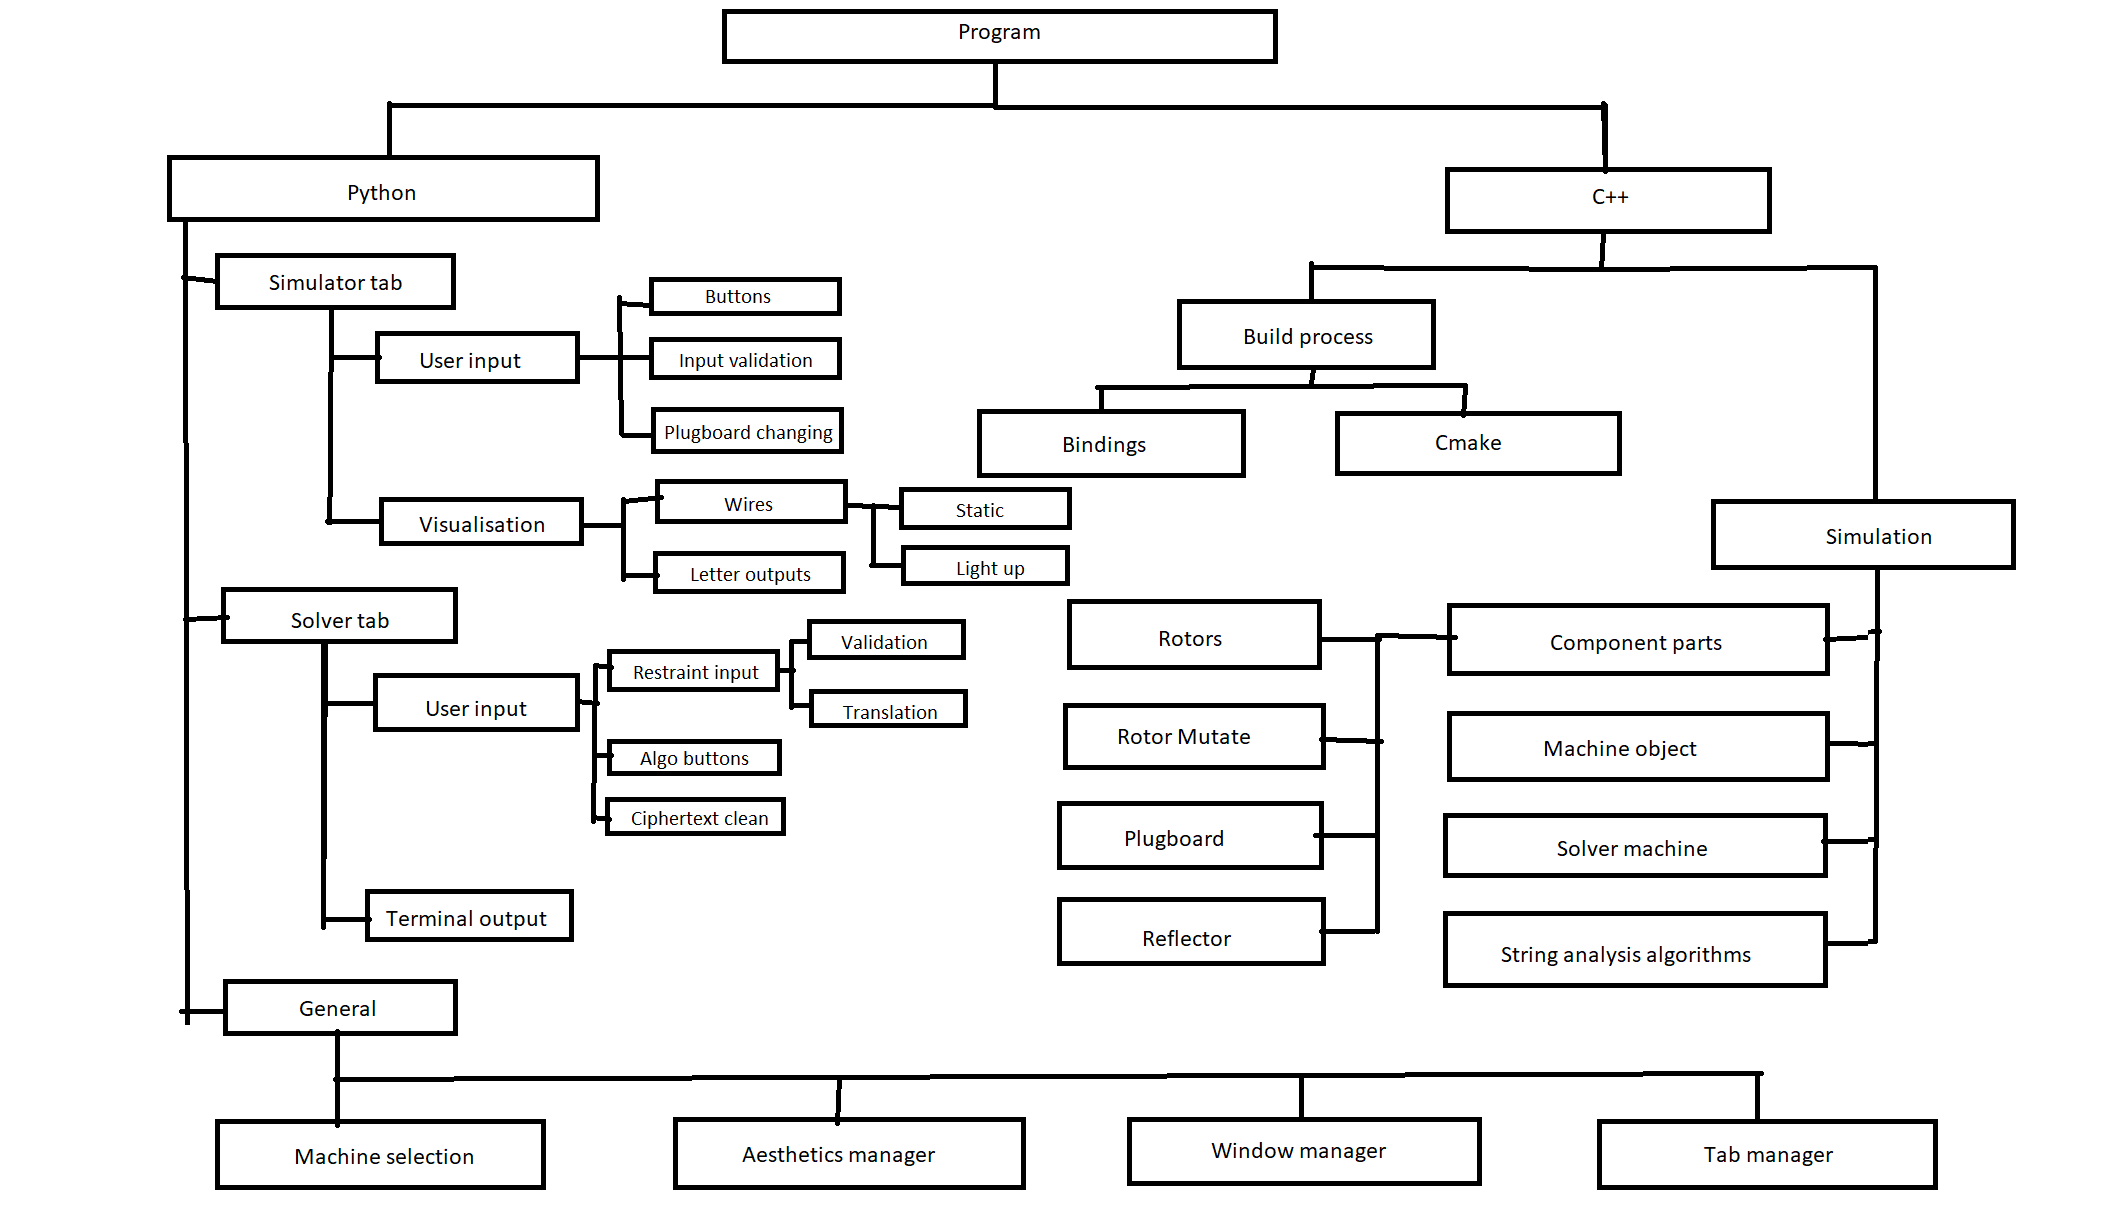 Program
Python
C++
Simulator tab
User input
Buttons
Input validation
Plugboard changing
Visualisation
Wires
Static
Light up
Letter outputs
Solver tab
User input
Restraint input
Validation
Translation
Algo buttons
Ciphertext clean
Terminal output
General
Machine selection
Aesthetics manager
Window manager
Tab manager
Build process
Bindings
Cmake
Simulation
Component parts
Rotors
Rotor Mutate
Plugboard
Reflector
Machine object
Solver machine
String analysis algorithms